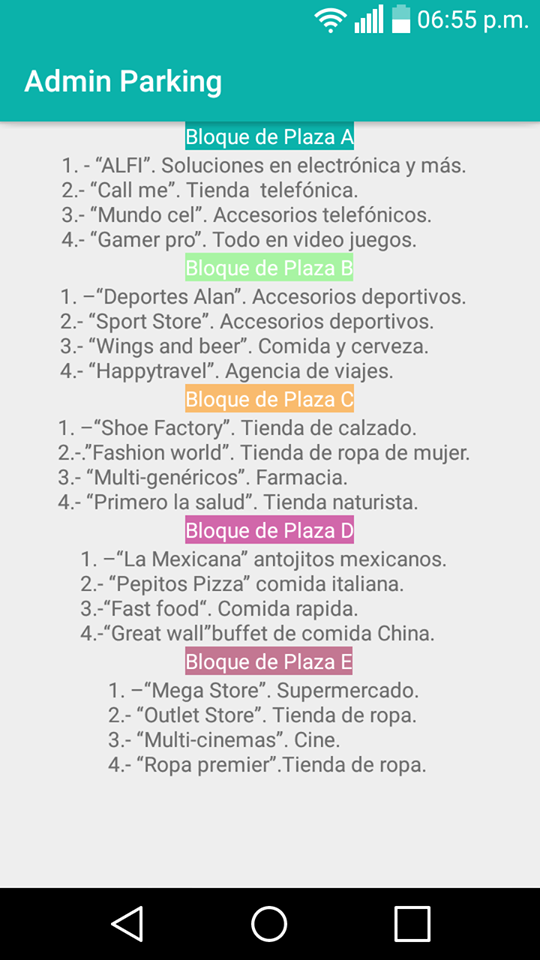 06:55 p.m.
Admin Parking
Bloque de Plaza A
1. - “ALFI”. Soluciones en electrónica y más.
2.- “Call me”. Tienda  telefónica.
3.- “Mundo cel”. Accesorios telefónicos.
4.- “Gamer pro”. Todo en video juegos.
Bloque de Plaza B
1. –“Deportes Alan”. Accesorios deportivos.
2.- “Sport Store”. Accesorios deportivos.
3.- “Wings and beer”. Comida y cerveza.
4.- “Happytravel”. Agencia de viajes.
Bloque de Plaza C
1. –“Shoe Factory”. Tienda de calzado.
2.-.”Fashion world”. Tienda de ropa de mujer.
3.- “Multi-genéricos”. Farmacia.
4.- “Primero la salud”. Tienda naturista.
Bloque de Plaza D
1. –“La Mexicana” antojitos mexicanos.
2.- “Pepitos Pizza” comida italiana.
3.-“Fast food“. Comida rapida.
4.-“Great wall”buffet de comida China.
Bloque de Plaza E
1. –“Mega Store”. Supermercado.
2.- “Outlet Store”. Tienda de ropa.
3.- “Multi-cinemas”. Cine.
4.- “Ropa premier”.Tienda de ropa.